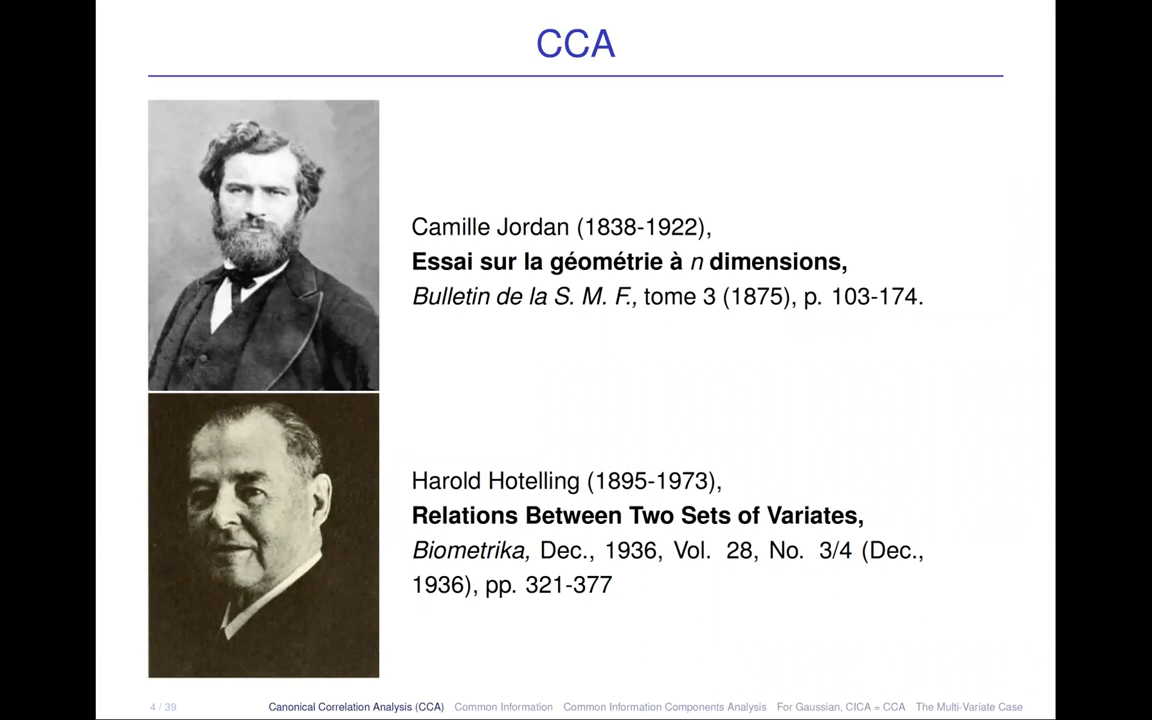 CCA
Camille Jordan (1838-1922),
Essai sur la géométrie à n dimensions,
Bulletin de la S. M. F., tome 3 (1875), p. 103-174.
Harold Hotelling (1895-1973),
Relations Between Two Sets of Variates,
Biometrika, Dec., 1936, Vol. 28, No. 3/4 (Dec.,
1936), pp. 321-377
4 / 39 Canonical Correlation Analysis (CCA) Common Information Common Information Components Analysis For Gaussian, CICA = CCA The Multi-Variate Case